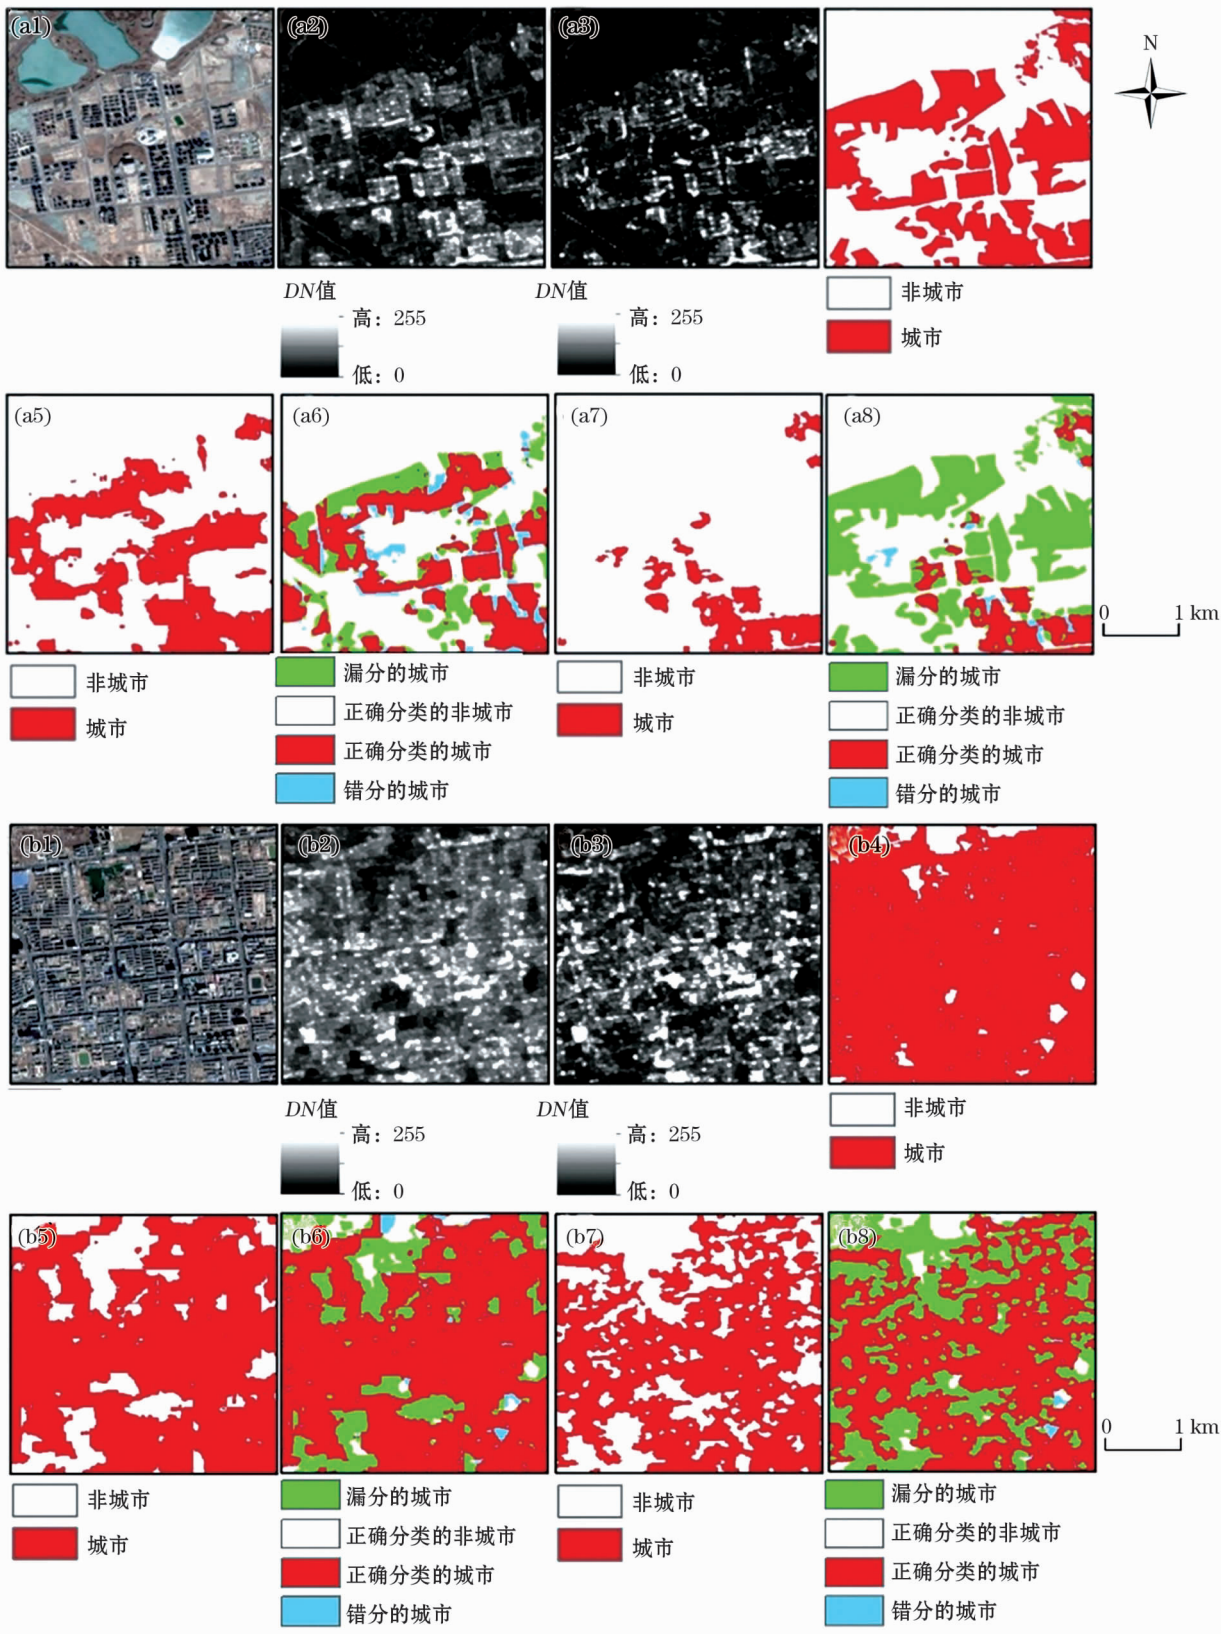 (a1)
(a2)
(a3)
N
DN值
高：255
低：0
DN值
高：255
低：0
非城市
城市
(a5)
(a6)
(a7)
(a8)
0
1 km
非城市
城市
漏分的城市
正确分类的非城市
正确分类的城市
错分的城市
非城市
城市
漏分的城市
正确分类的非城市
正确分类的城市
错分的城市
(b1)
(b2)
(b3)
(b4)
DN值
高：255
低：0
DN值
高：255
低：0
非城市
城市
(b5)
(b6)
(b7)
(b8)
0
1 km
非城市
城市
漏分的城市
正确分类的非城市
正确分类的城市
错分的城市
非城市
城市
漏分的城市
正确分类的非城市
正确分类的城市
错分的城市